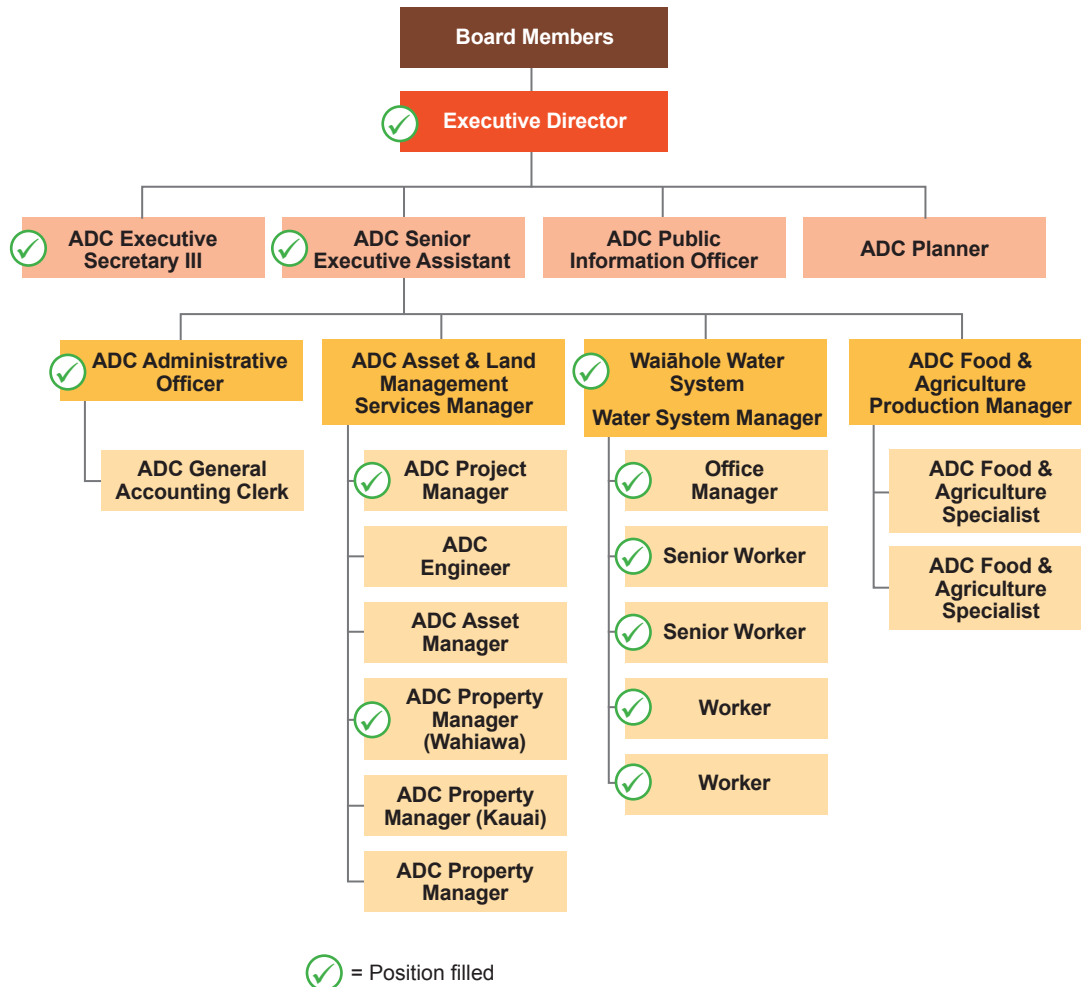 Board Members
Executive Director
ADC Executive
Secretary III
ADC Senior
Executive Assistant
ADC Public
Information Officer
ADC Planner
ADC Administrative
Officer
ADC General
Accounting Clerk
ADC Asset & Land
Management
Services Manager
ADC Project
Manager
ADC
Engineer
ADC Asset
Manager
ADC Property
Manager
(Wahiawa)
ADC Property
Manager (Kauai)
ADC Property
Manager
Waiāhole Water
System
Water System Manager
Office
Manager
Senior Worker
Senior Worker
Worker
Worker
ADC Food &
Agriculture
Production Manager
ADC Food &
Agriculture
Specialist
ADC Food &
Agriculture
Specialist
= Position filled